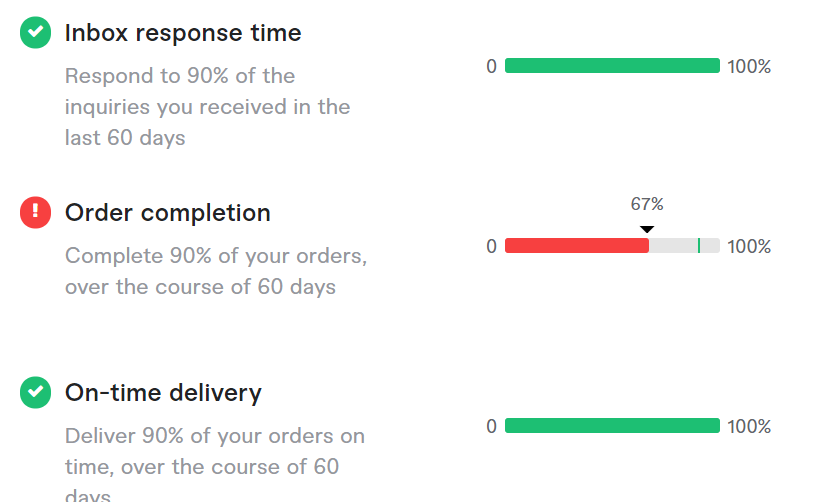 Inbox response time
Respond to 90% of the
inquiries you received in the
last 60 days
0 100%
Order completion
Complete 90% of your orders,
over the course of 60 days
67%
0 100%
On-time delivery
Deliver 90% of your orders on
time, over the course of 60
days
0 100%